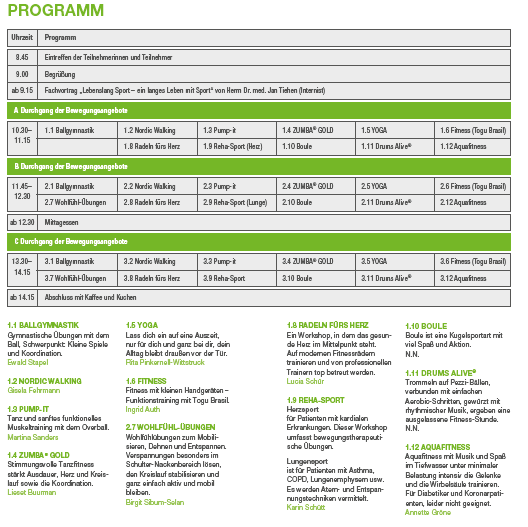 PROGRAMM
Uhrzeit Programm
8.45 Eintreffen der Teilnehmerinnen und Teilnehmer
9.00 Begrüßung
ab 9.15 Fachvortrag „Lebenslang Sport – ein langes Leben mit Sport“ von Herrn Dr. med. Jan Tiehen (Internist)
A Durchgang der Bewegungsangebote
10.30–
11.15
1.1 Ballgymnastik 1.2 Nordic Walking 1.3 Pump-it 1.4 ZUMBA® GOLD 1.5 YOGA 1.6 Fitness (Togu Brasil)
1.8 Radeln fürs Herz 1.9 Reha-Sport (Herz) 1.10 Boule 1.11 Drums Alive® 1.12 Aquafitness
B Durchgang der Bewegungsangebote
11.45–
12.30
2.1 Ballgymnastik 2.2 Nordic Walking 2.3 Pump-it 2.4 ZUMBA® GOLD 2.5 YOGA 2.6 Fitness (Togu Brasil)
2.7 Wohlfühl-Übungen 2.8 Radeln fürs Herz 2.9 Reha-Sport (Lunge) 2.10 Boule 2.11 Drums Alive® 2.12 Aquafitness
ab 12.30 Mittagessen
C Durchgang der Bewegungsangebote
13.30–
14.15
3.1 Ballgymnastik 3.2 Nordic Walking 3.3 Pump-it 3.4 ZUMBA® GOLD 3.5 YOGA 3.6 Fitness (Togu Brasil)
3.7 Wohlfühl-Übungen 3.8 Radeln fürs Herz 3.9 Reha-Sport 3.10 Boule 3.11 Drums Alive® 3.12 Aquafitness
ab 14.15 Abschluss mit Kaffee und Kuchen
1.1 BALLGYMNASTIK
Gymnastische Übungen mit dem
Ball, Schwerpunkt: Kleine Spiele
und Koordination.
Ewald Stapel
1.2 NORDIC WALKING
Gisela Fehrmann
1.3 PUMP-IT
Tanz und sanftes funktionelles
Muskeltraining mit dem Overball.
Martina Sanders
1.4 ZUMBA® GOLD
Stimmungsvolle Tanzfitness
stärkt Ausdauer, Herz und Kreis-
lauf sowie die Koordination.
Lieset Buurman
1.5 YOGA
Lass dich ein auf eine Auszeit,
nur für dich und ganz bei dir, dein
Alltag bleibt draußen vor der Tür.
Rita Pinkernell-Wittstruck
1.6 FITNESS
Fitness mit kleinen Handgeräten –
Funktionstraining mit Togu Brasil.
Ingrid Auth
2.7 WOHLFÜHL-ÜBUNGEN
Wohlfühlübungen zum Mobili-
sieren, Dehnen und Entspannen.
Verspannungen besonders im
Schulter-Nackenbereich lösen,
den Kreislauf stabilisieren und
ganz einfach aktiv und mobil
bleiben.
Birgit Sibum-Selan
1.8 RADELN FÜRS HERZ
Ein Workshop, in dem das gesun-
de Herz im Mittelpunkt steht.
Auf modernen Fitnessrädern
trainieren und von professionellen
Trainern top betreut werden.
Lucia Schür
1.9 REHA-SPORT
Herzsport
für Patienten mit kardialen
Erkrankungen. Dieser Workshop
umfasst bewegungstherapeuti-
sche Übungen.
Lungensport
ist für Patienten mit Asthma,
COPD, Lungenemphysem usw.
Es werden Atem- und Entspan-
nungstechniken vermittelt.
Karin Schütt
1.10 BOULE
Boule ist eine Kugelsportart mit
viel Spaß und Aktion.
N.N.
1.11 DRUMS ALIVE®
Trommeln auf Pezzi-Bällen,
verbunden mit einfachen
Aerobic-Schritten, gewürzt mit
rhythmischer Musik, ergeben eine
ausgelassene Fitness-Stunde.
N.N.
1.12 AQUAFITNESS
Aquafitness mit Musik und Spaß
im Tiefwasser unter minimaler
Belastung intensiv die Gelenke
und die Wirbelsäule trainieren.
Für Diabetiker und Koronarpati-
enten, leider nicht geeignet.
Annette Gröne